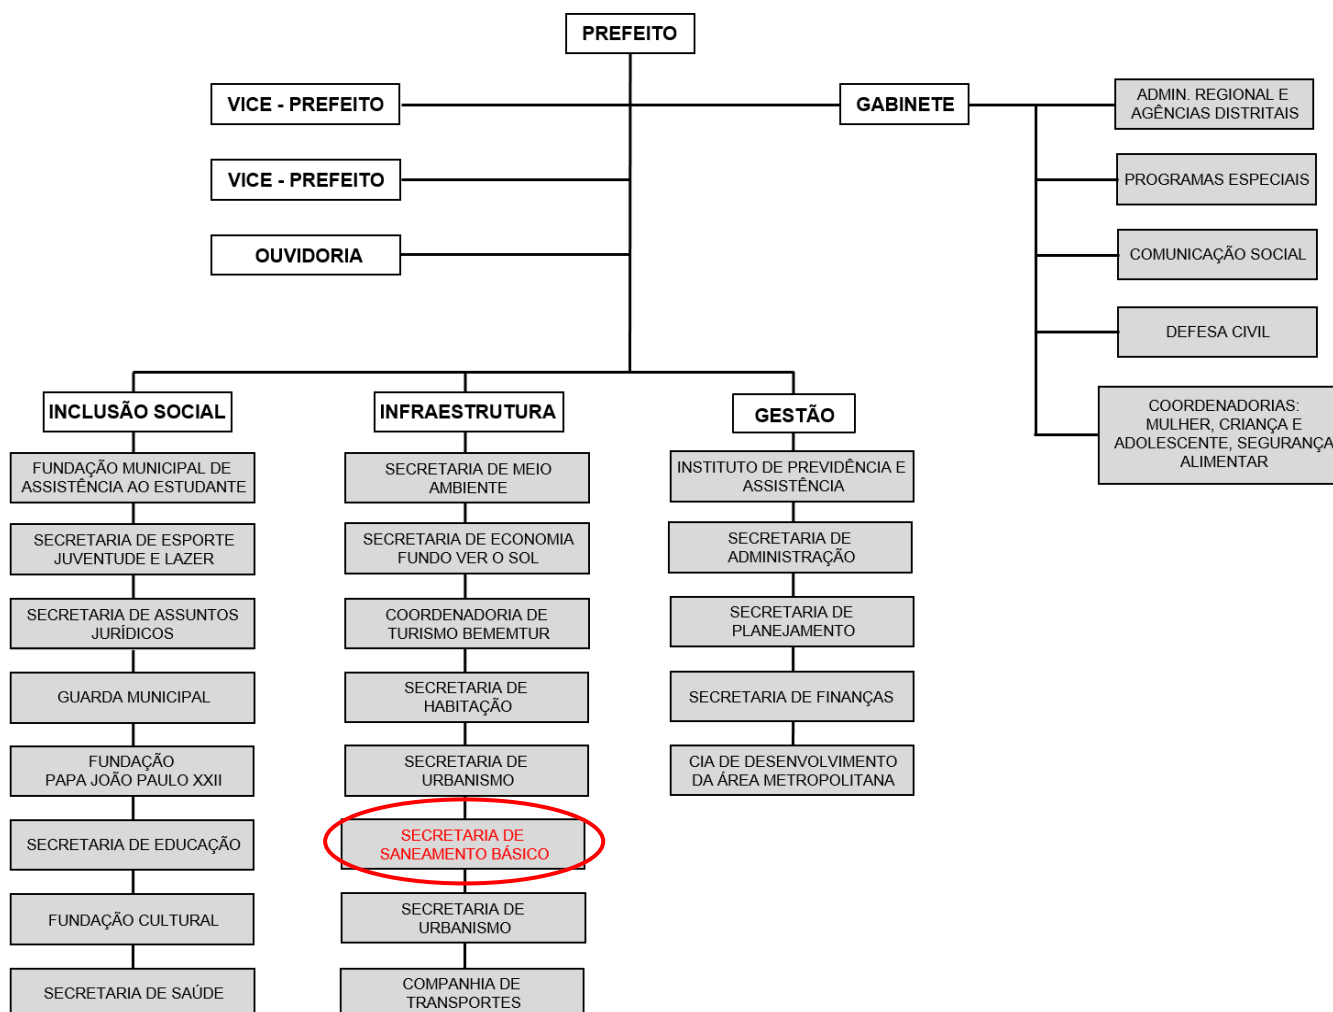 PREFEITO
VICE - PREFEITO
GABINETE
ADMIN. REGIONAL E
AGÊNCIAS DISTRITAIS
VICE - PREFEITO
PROGRAMAS ESPECIAIS
OUVIDORIA
COMUNICAÇÃO SOCIAL
DEFESA CIVIL
COORDENADORIAS:
MULHER, CRIANÇA E
ADOLESCENTE, SEGURANÇA
ALIMENTAR
INCLUSÃO SOCIAL
FUNDAÇÃO MUNICIPAL DE
ASSISTÊNCIA AO ESTUDANTE
SECRETARIA DE ESPORTE
JUVENTUDE E LAZER
SECRETARIA DE ASSUNTOS
JURÍDICOS
GUARDA MUNICIPAL
FUNDAÇÃO
PAPA JOÃO PAULO XXII
SECRETARIA DE EDUCAÇÃO
FUNDAÇÃO CULTURAL
SECRETARIA DE SAÚDE
INFRAESTRUTURA
SECRETARIA DE MEIO
AMBIENTE
SECRETARIA DE ECONOMIA
FUNDO VER O SOL
COORDENADORIA DE
TURISMO BEMEMTUR
SECRETARIA DE
HABITAÇÃO
SECRETARIA DE
URBANISMO
SECRETARIA DE
SANEAMENTO BÁSICO
SECRETARIA DE
URBANISMO
COMPANHIA DE
TRANSPORTES
GESTÃO
INSTITUTO DE PREVIDÊNCIA E
ASSISTÊNCIA
SECRETARIA DE
ADMINISTRAÇÃO
SECRETARIA DE
PLANEJAMENTO
SECRETARIA DE FINANÇAS
CIA DE DESENVOLVIMENTO
DA ÁREA METROPOLITANA